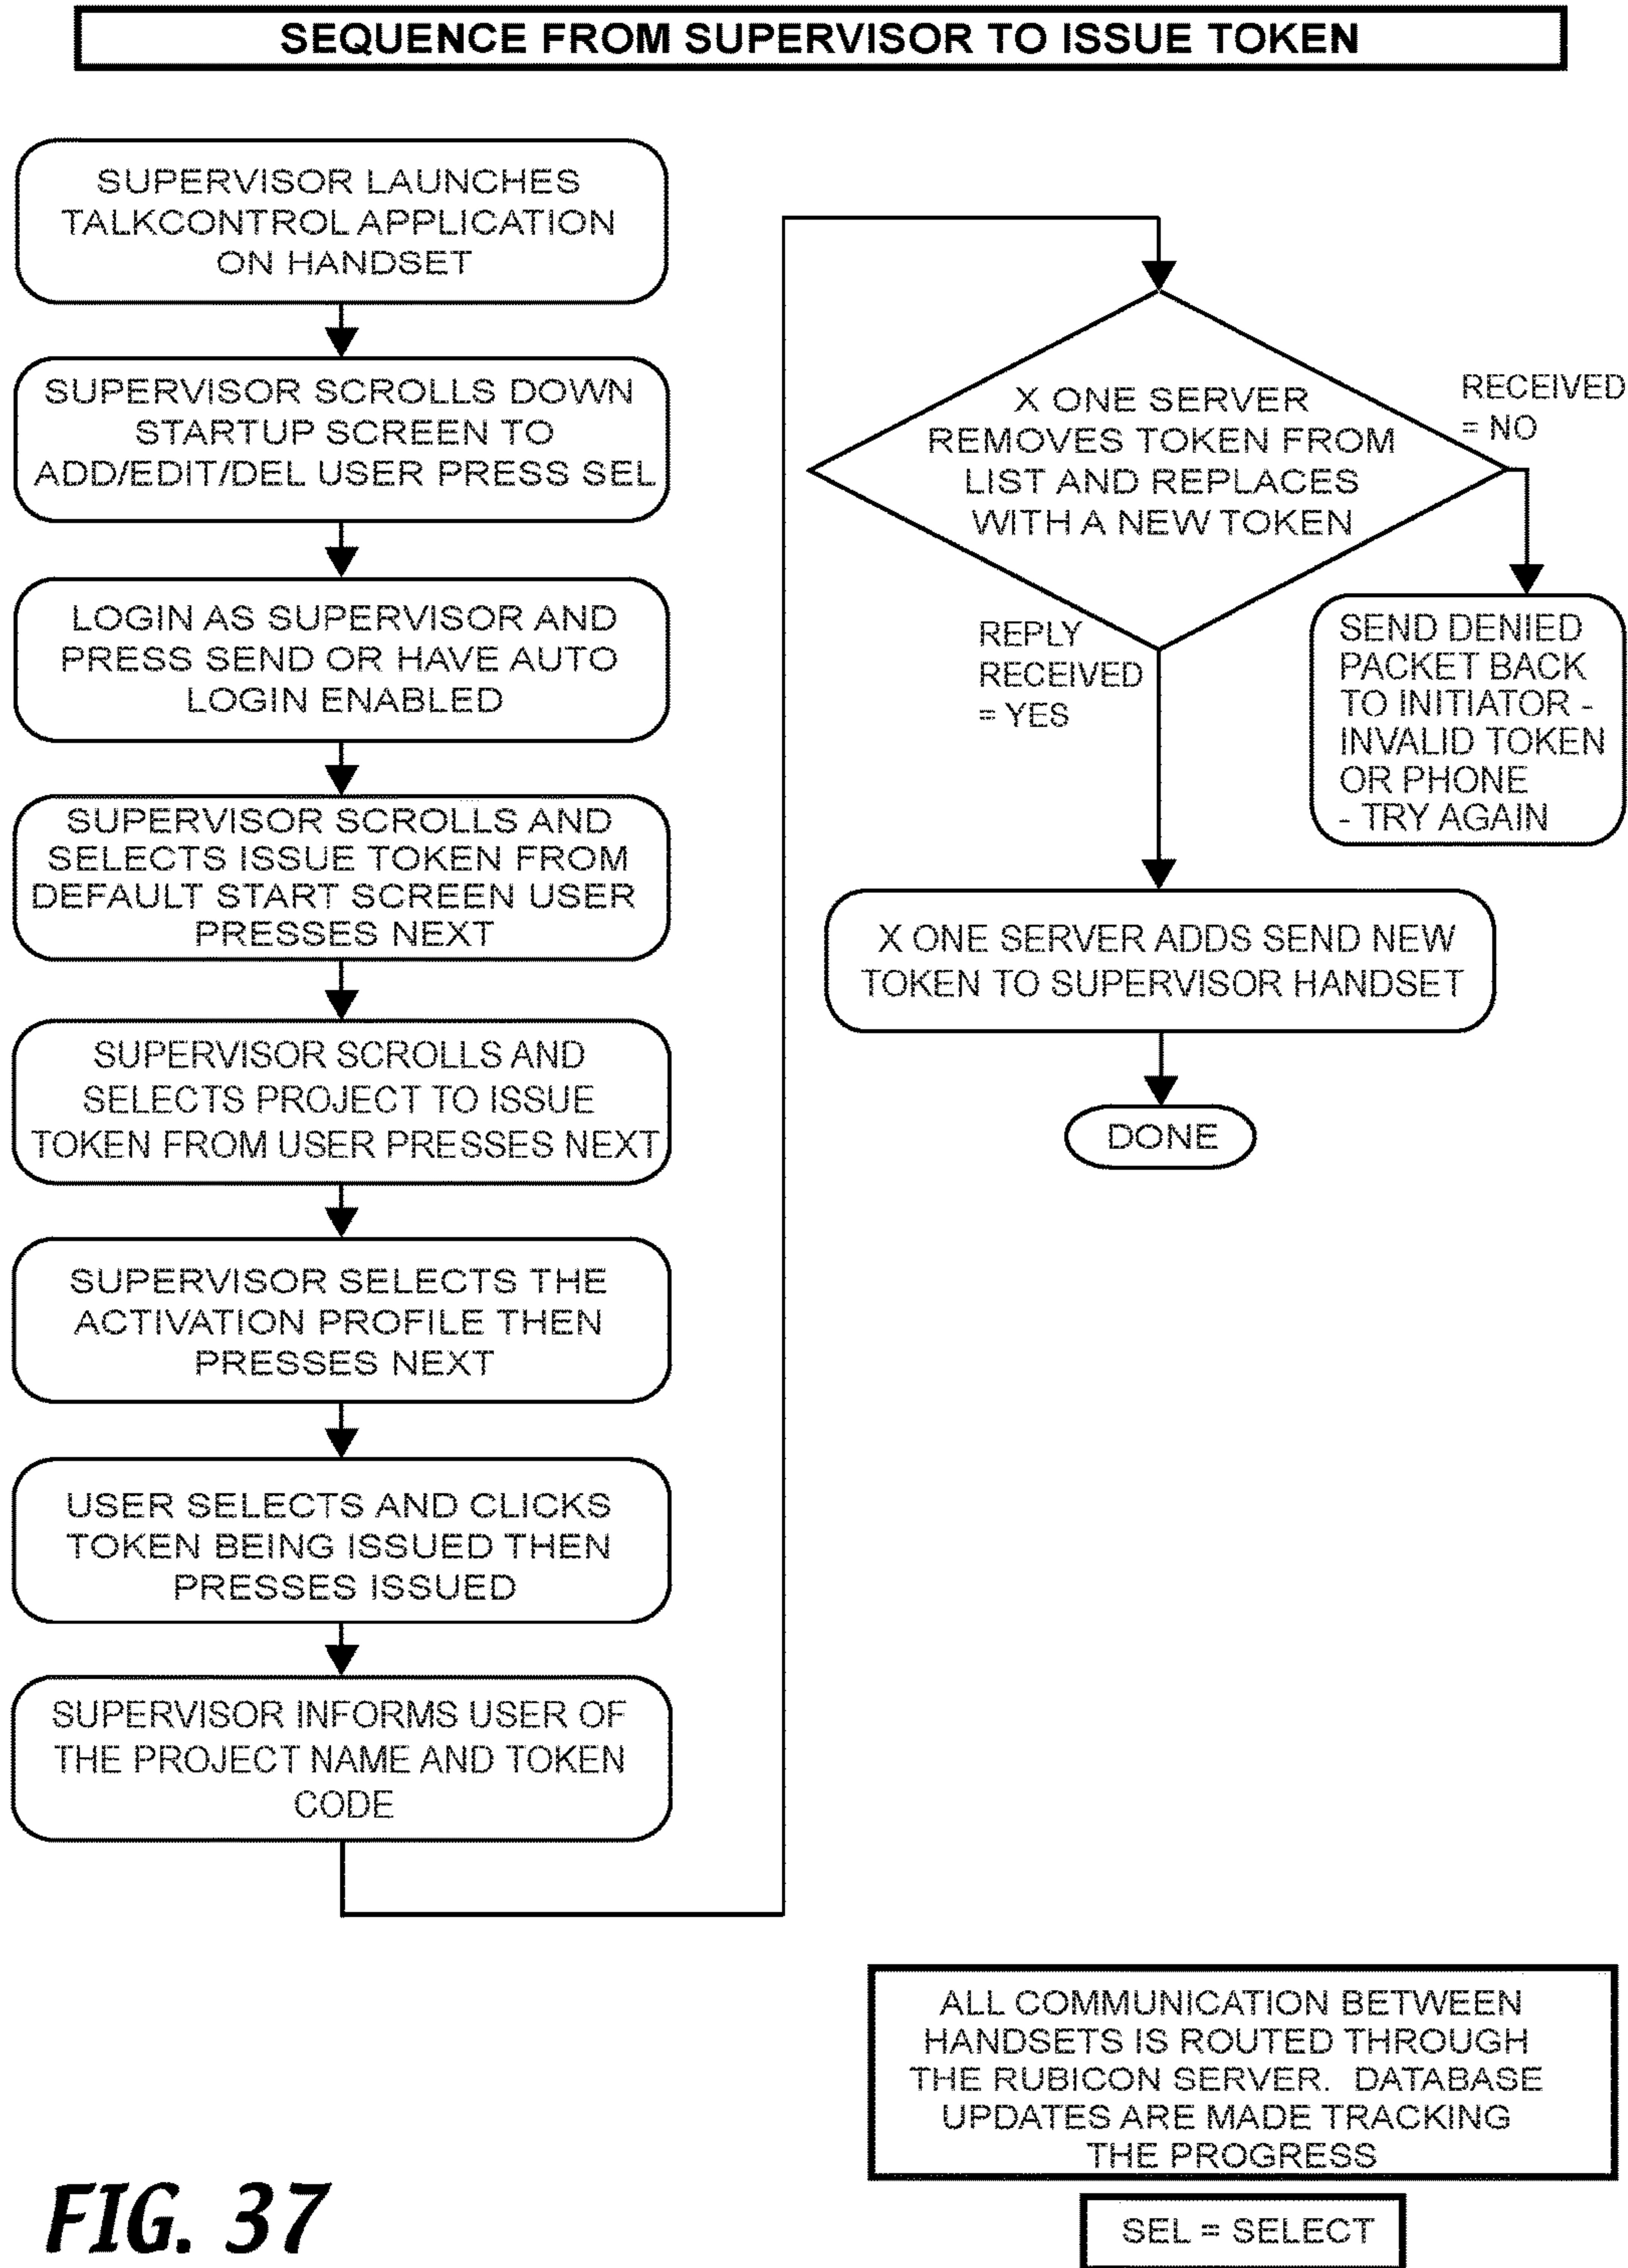 SEQUENCE FROM SUPERVISOR TO ISSUE TOKEN
SUPERVISOR LAUNCHES
TALKCONTROL APPLICATION
ON HANDSET
SUPERVISOR SCROLLS DOWN
STARTUP SCREEN TO
ADD/EDIT/DEL USER PRESS SEL
LOGIN AS SUPERVISOR AND
PRESS SEND OR HAVE AUTO
LOGIN ENABLED
SUPERVISOR SCROLLS AND
SELECTS ISSUE TOKEN FROM
DEFAULT START SCREEN USER
PRESSES NEXT
SUPERVISOR SCROLLS AND
SELECTS PROJECT TO ISSUE
TOKEN FROM USER PRESSES NEXT
SUPERVISOR SELECTS THE
ACTIVATION PROFILE THEN
PRESSES NEXT
USER SELECTS AND CLICKS
TOKEN BEING ISSUED THEN
PRESSES ISSUED
SUPERVISOR INFORMS USER OF
THE PROJECT NAME AND TOKEN
CODE
X ONE SERVER
REMOVES TOKEN FROM
LIST AND REPLACES
WITH A NEW TOKEN
RECEIVED
= NO
SEND DENIED
PACKET BACK
TO INITIATOR -
INVALID TOKEN
OR PHONE
- TRY AGAIN
REPLY
RECEIVED
= YES
X ONE SERVER ADDS SEND NEW
TOKEN TO SUPERVISOR HANDSET
DONE
ALL COMMUNICATION BETWEEN
HANDSETS IS ROUTED THROUGH
THE RUBICON SERVER. DATABASE
UPDATES ARE MADE TRACKING
THE PROGRESS
SEL = SELECT
FIG. 37